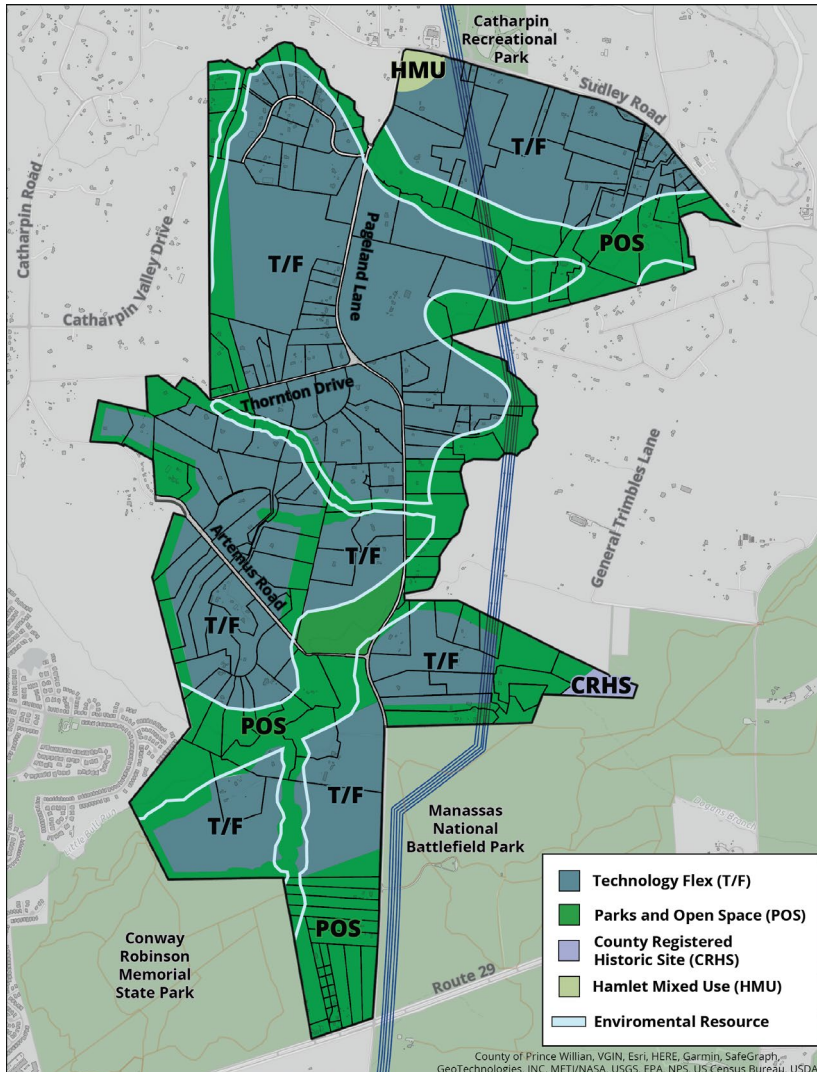 Catharpin
Recreational
Park
HMU
Sudley Road
T/F
Catharpin Road
Pageland Lane
POS
T/F
Catharpin Valley Drive
Thornton Drive
General Trimbles Lane
Artemus Road
T/F
T/F
T/F
CRHS
POS
T/F
T/F
Manassas
National
Battlefield Park
POS
Conway
Robinson
Memorial
State Park
Route 29
Technology Flex (T/F)
Parks and Open Space (POS)
County Registered
Historic Site (CRHS)
Hamlet Mixed Use (HMU)
Enviromental Resource
County of Prince Willian, VGIN, Esri, HERE, Garmin, SafeGraph,
GeoTechnologies, INC, METI/NASA, USGS, EPA, NPS, US Census Bureau, USDA